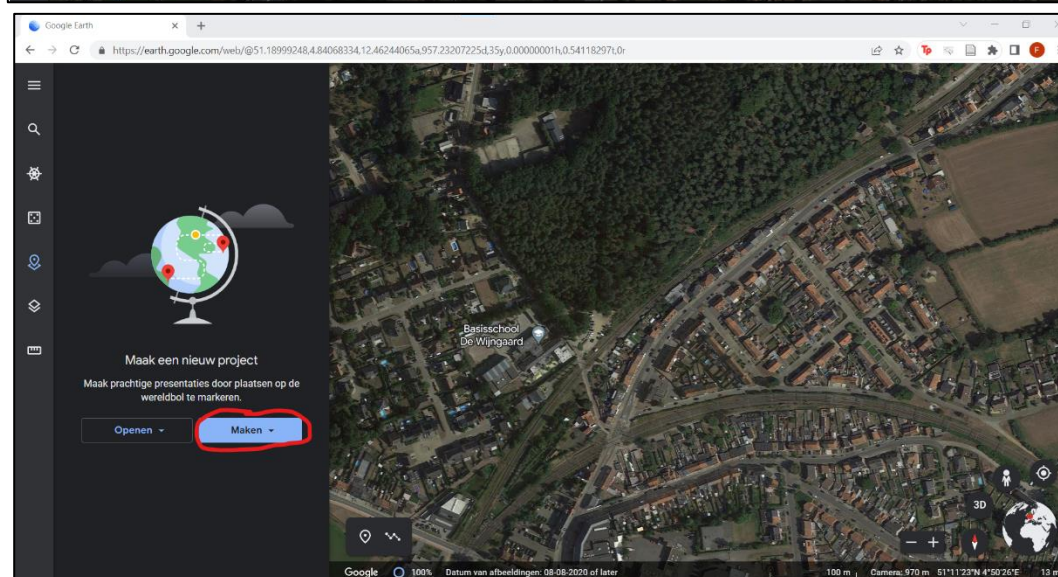 Google Earth
https://earth.google.com/web/@51.18999248,4.84068334,12.46244065a,957.23207225d,35y,0.00000001h,0.54118297t,0r
Tp
F
Basisschool
De Wijngaard
Maak een nieuw project
Maak prachtige presentaties door plaatsen op de
wereldbol te markeren.
Openen
Maken
3D
Google
100%
Datum van afbeeldingen: 08-08-2020 of later
100 m
Camera: 970 m
51°11'23"N 4°50'26"E
13 m